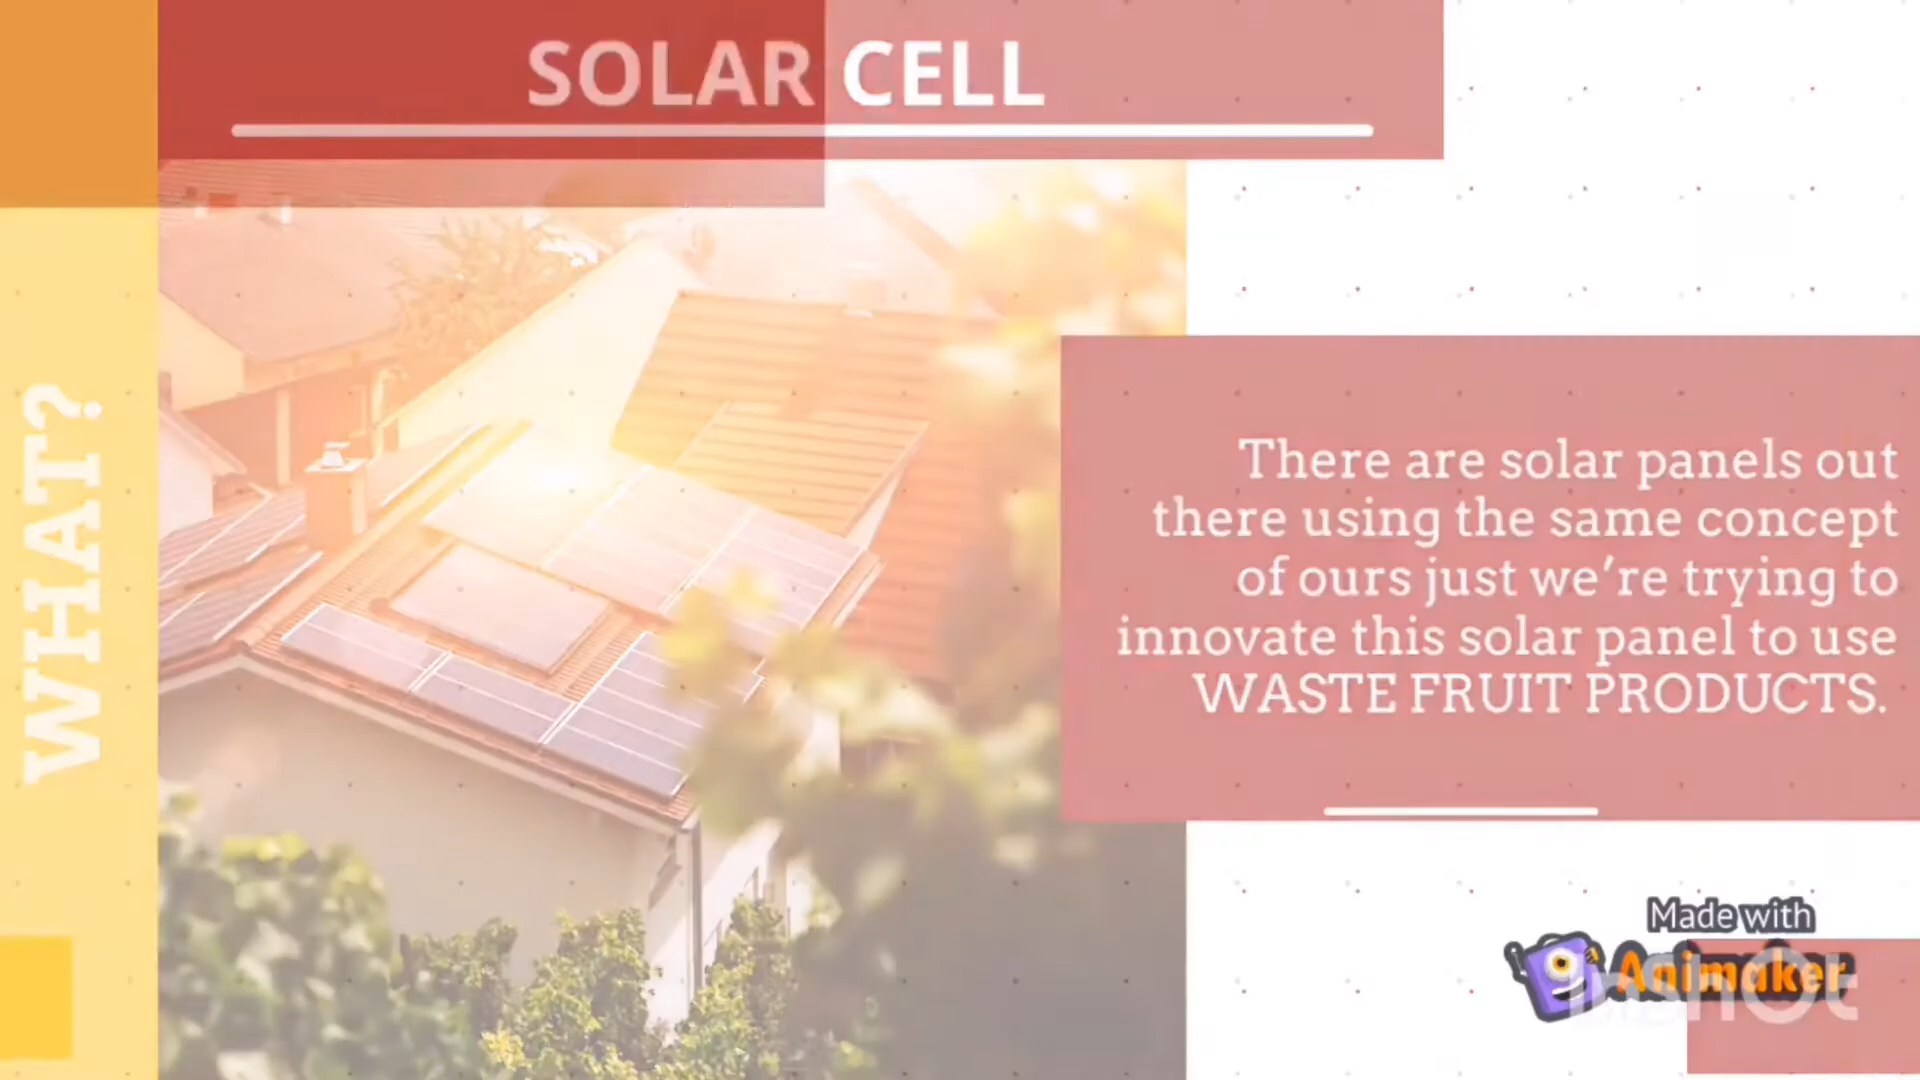 SOLAR CELL
WHAT?
There are solar panels out
there using the same concept
of ours just we’re trying to
innovate this solar panel to use
WASTE FRUIT PRODUCTS.
Made with
Animaker
InShOt